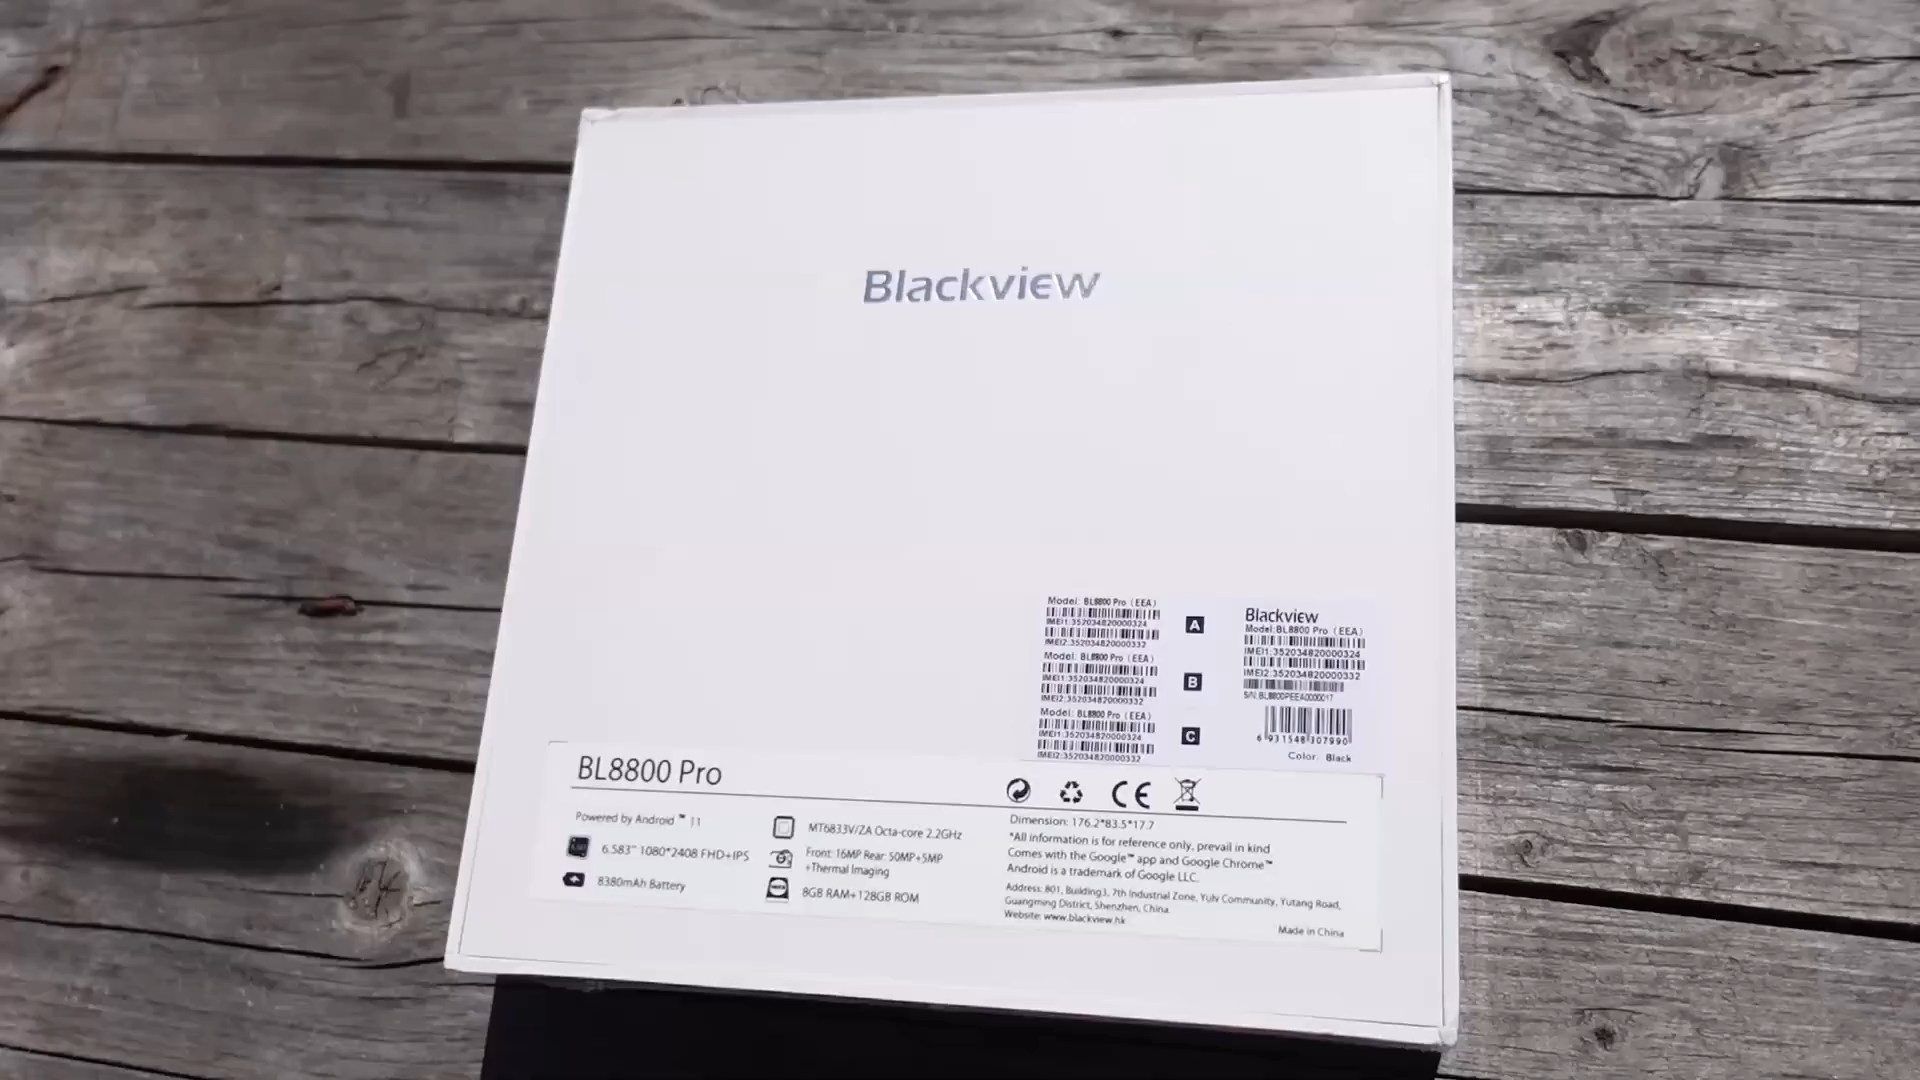 Blackview
Model: BL8800 Pro (EEA)
IMEI1:352034820000324
IMEI2:352034820000332
A
Model: BL8800 Pro (EEA)
IMEI1:352034820000324
IMEI2:352034820000332
B
Model: BL8800 Pro (EEA)
IMEI1:352034820000324
IMEI2:352034820000332
C
Blackview
Model:BL8800 Pro (EEA)
IMEI1:352034820000324
IMEI2:352034820000332
S/N:BL8800PEEA0000017
6 931548 307990
Color: Black
BL8800 Pro
CE
Powered by Android™ 11
6.583" 1080*2408 FHD+IPS
8380mAh Battery
MT6833V/ZA Octa-core 2.2GHz
Front: 16MP Rear: 50MP+5MP
+Thermal Imaging
8GB RAM+128GB ROM
Dimension: 176.2*83.5*17.7
*All information is for reference only, prevail in kind
Comes with the Google™ app and Google Chrome™
Android is a trademark of Google LLC.
Address: 801, Building3, 7th Industrial Zone, Yulv Community, Yutang Road,
Guangming District, Shenzhen, China.
Website: www.blackview.hk
Made in China